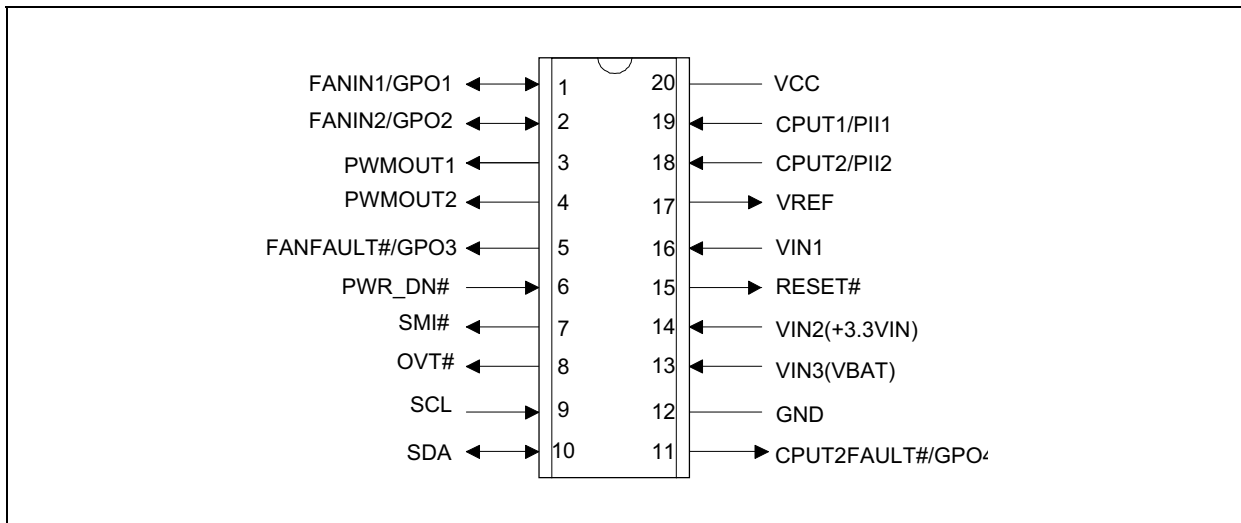 FANIN1/GPO1 1 20 VCC
FANIN2/GPO2 2 19 CPUT1/PII1
PWMOUT1 3 18 CPUT2/PII2
PWMOUT2 4 17 VREF
FANFAULT#/GPO3 5 16 VIN1
PWR_DN# 6 15 RESET#
SMI# 7 14 VIN2(+3.3VIN)
OVT# 8 13 VIN3(VBAT)
SCL 9 12 GND
SDA 10 11 CPUT2FAULT#/GPO4